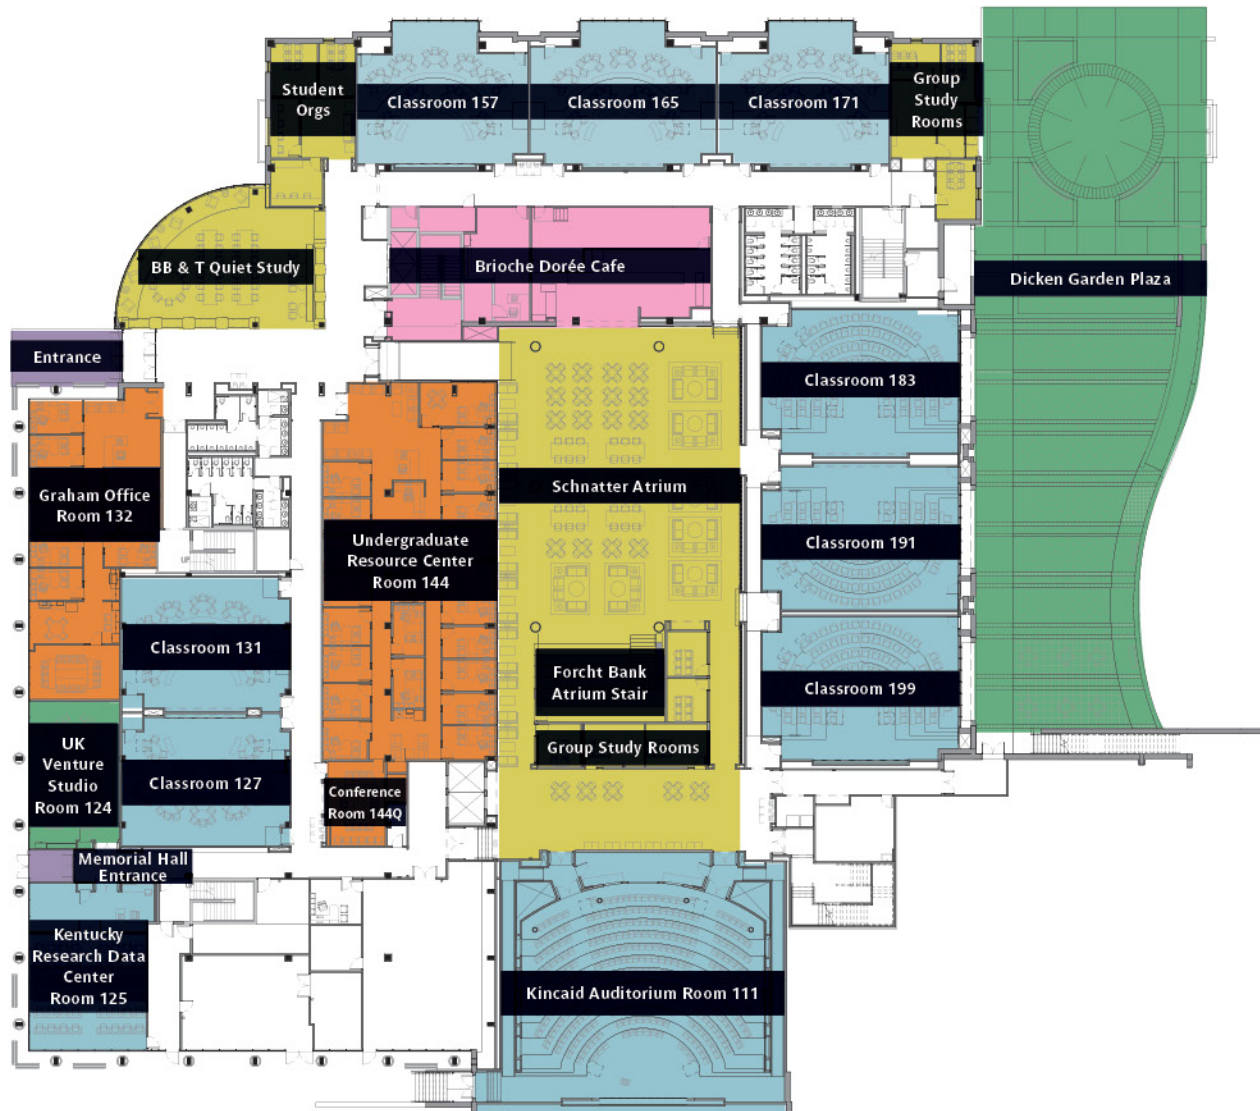 Student
Orgs
Classroom 157
Classroom 165
Classroom 171
Group
Study
Rooms
BB & T Quiet Study
Brioche Dorée Cafe
Dicken Garden Plaza
Entrance
Classroom 183
Graham Office
Room 132
Schnatter Atrium
Undergraduate
Resource Center
Room 144
Classroom 191
UP
Classroom 131
Forcht Bank
Atrium Stair
Classroom 199
UK
Venture
Studio
Room 124
Classroom 127
Group Study Rooms
Conference
Room 144Q
Memorial Hall
Entrance
Kentucky
Research Data
Center
Room 125
Kincaid Auditorium Room 111